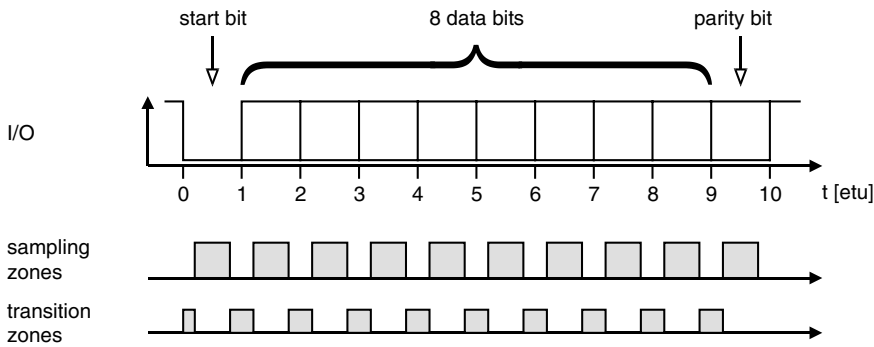 start bit 8 data bits parity bit
I/O
0 1 2 3 4 5 6 7 8 9 10 t [etu]
sampling
zones
transition
zones